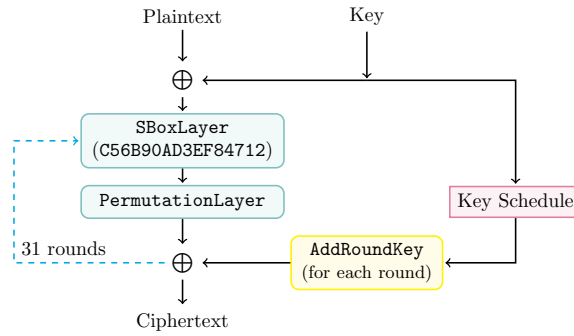 Plaintext
Key
SBoxLayer
(C56B90AD3EF84712)
PermutationLayer
Key Schedule
31 rounds
AddRoundKey
(for each round)
Ciphertext